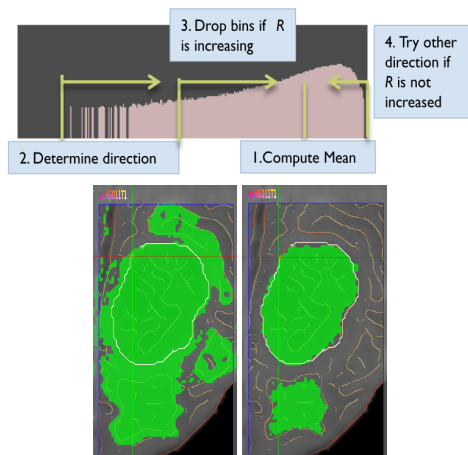 3. Drop bins if R
is increasing
4. Try other
direction if
R is not
increased
2. Determine direction
1.Compute Mean